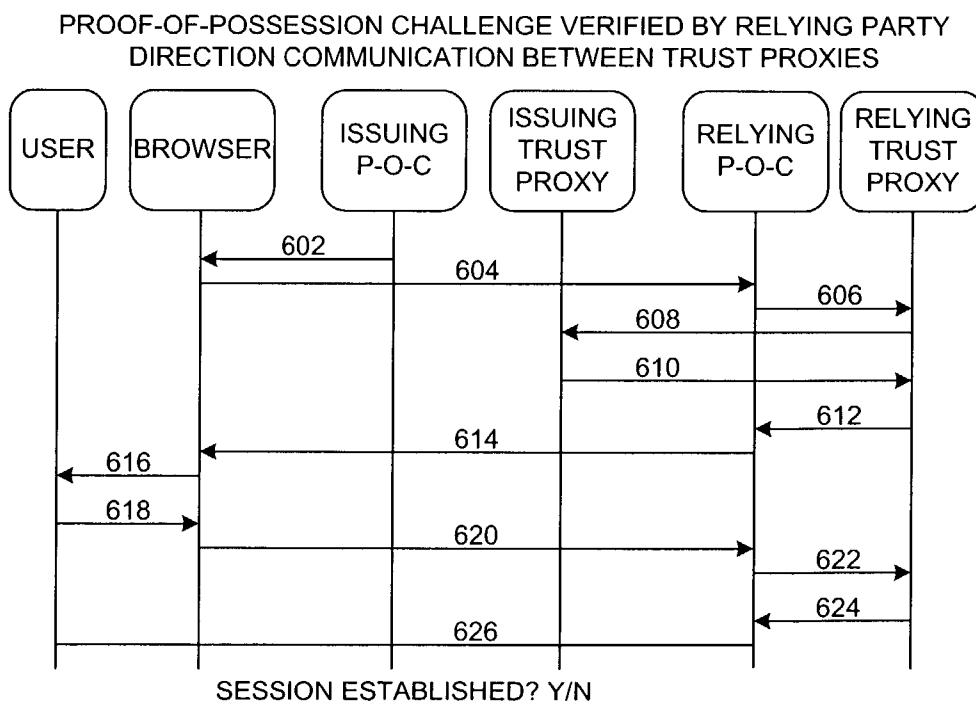 PROOF-OF-POSSESSION CHALLENGE VERIFIED BY RELYING PARTY
DIRECTION COMMUNICATION BETWEEN TRUST PROXIES
USER
BROWSER
ISSUING
P-O-C
ISSUING
TRUST
PROXY
RELYING
P-O-C
RELYING
TRUST
PROXY
602
604
606
608
610
612
614
616
618
620
622
624
626
SESSION ESTABLISHED? Y/N